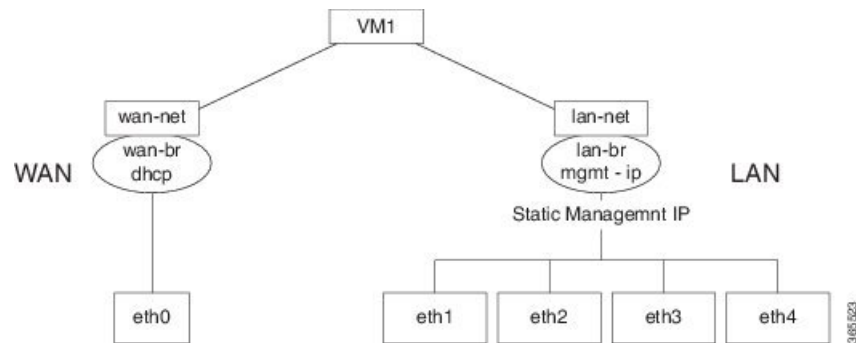 VM1
wan-net
lan-net
wan-br
dhcp
lan-br
mgmt - ip
WAN
LAN
Static Managemnt IP
eth0
eth1
eth2
eth3
eth4
365523